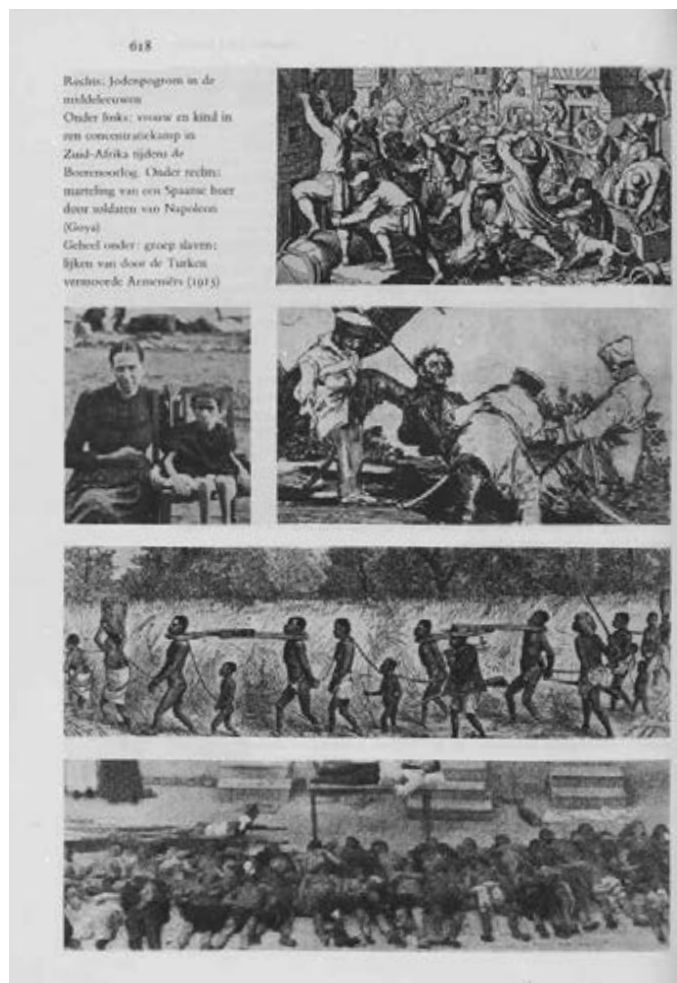 618
Rechts: Jodenpogrom in de
middeleeuwen
Onder links: vrouw en kind in
een concentratiekamp in
Zuid-Afrika tijdens de
Boerenoorlog. Onder rechts:
marteling van een Spaanse boer
door soldaten van Napoleon
(Goya)
Geheel onder: groep slaven;
lijken van door de Turken
vermoorde Armeniërs (1915)